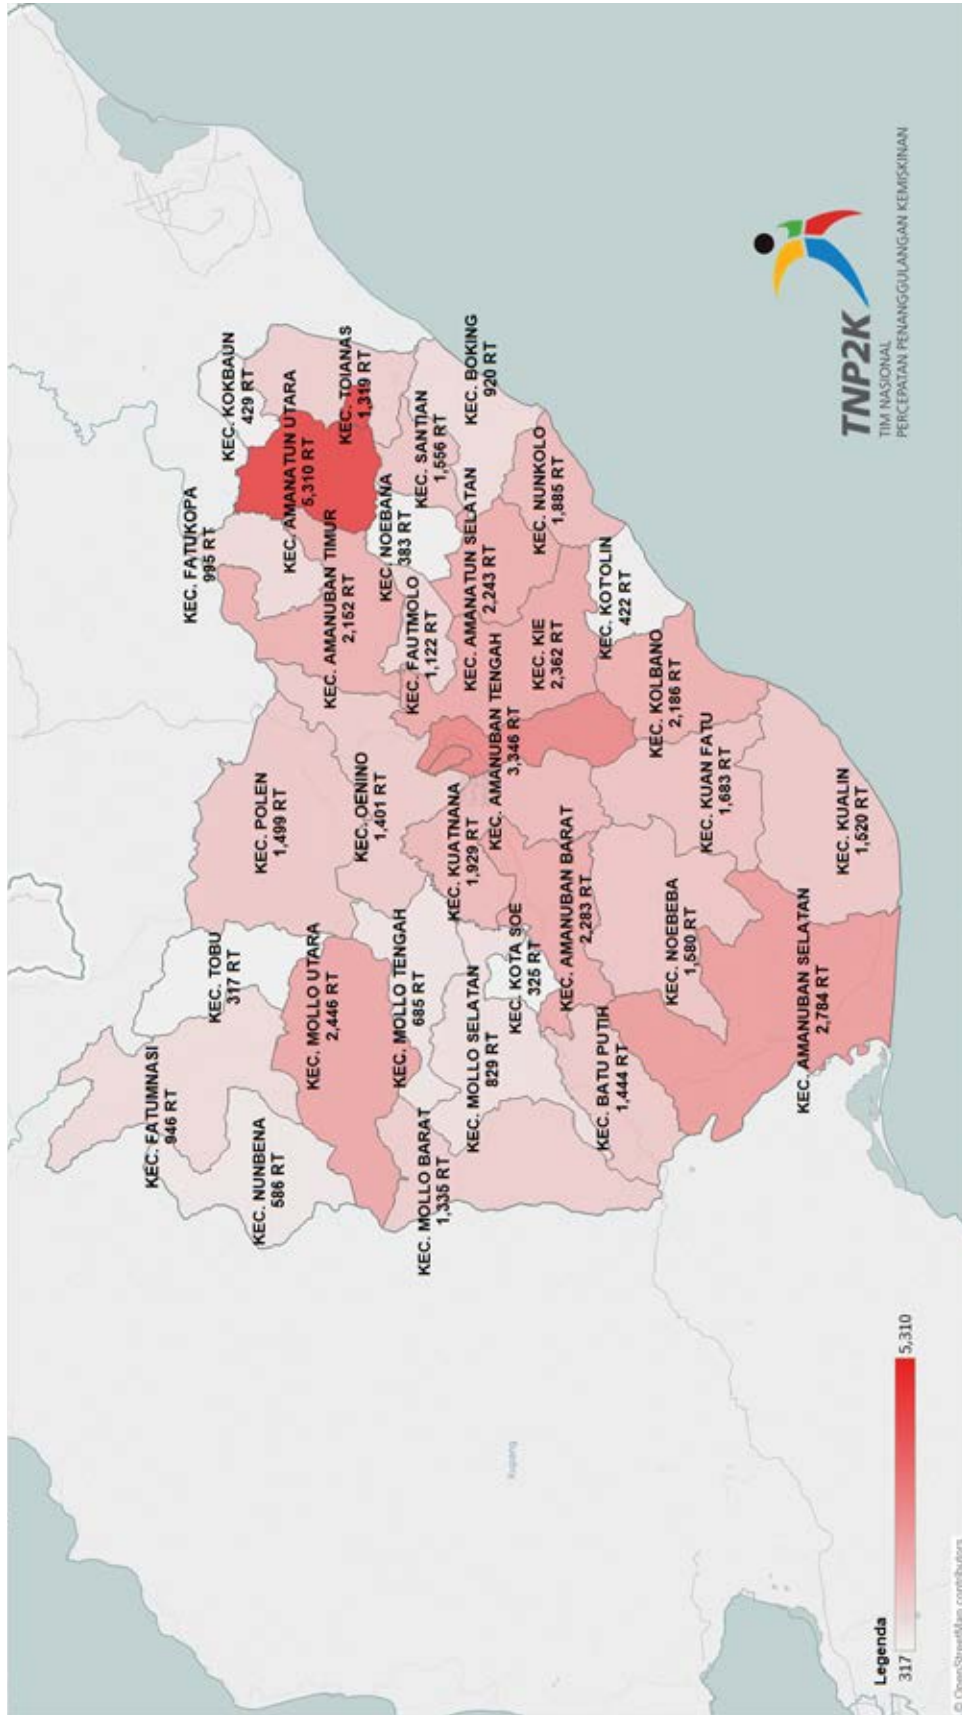 KEC. FATUKOPA
995 RT
KEC. KOKBAUN
429 RT
KEC. AMANATUN UTARA
5,310 RT
KEC. TOIANAS
1,319 RT
KEC. AMANUBAN TIMUR
2,152 RT
KEC. NOEBANA
383 RT
KEC. SANTIAN
1,556 RT
KEC. BOKING
920 RT
KEC. FAUTMOLO
1,122 RT
KEC. AMANATUN SELATAN
2,243 RT
KEC. NUNKOLO
1,885 RT
KEC. FATUMNASI
946 RT
KEC. TOBU
317 RT
KEC. POLEN
1,499 RT
KEC. OENINO
1,401 RT
KEC. AMANUBAN TENGAH
3,346 RT
KEC. KIE
2,362 RT
KEC. KOTOLIN
422 RT
KEC. NUNBENA
586 RT
KEC. MOLLO UTARA
2,446 RT
KEC. MOLLO TENGAH
685 RT
KEC. KUATNANA
1,929 RT
KEC. KOLBANO
2,186 RT
KEC. MOLLO BARAT
1,335 RT
KEC. MOLLO SELATAN
829 RT
KEC. KOTA SOE
325 RT
KEC. AMANUBAN BARAT
2,283 RT
KEC. KUAN FATU
1,683 RT
KEC. BATU PUTIH
1,444 RT
KEC. NOEBEBA
1,580 RT
KEC. KUALIN
1,520 RT
KEC. AMANUBAN SELATAN
2,784 RT
Kupang
TNP2K
TIM NASIONAL
PERCEPATAN PENANGGULANGAN KEMISKINAN
Legenda
317
5,310
© OpenStreetMap contributors